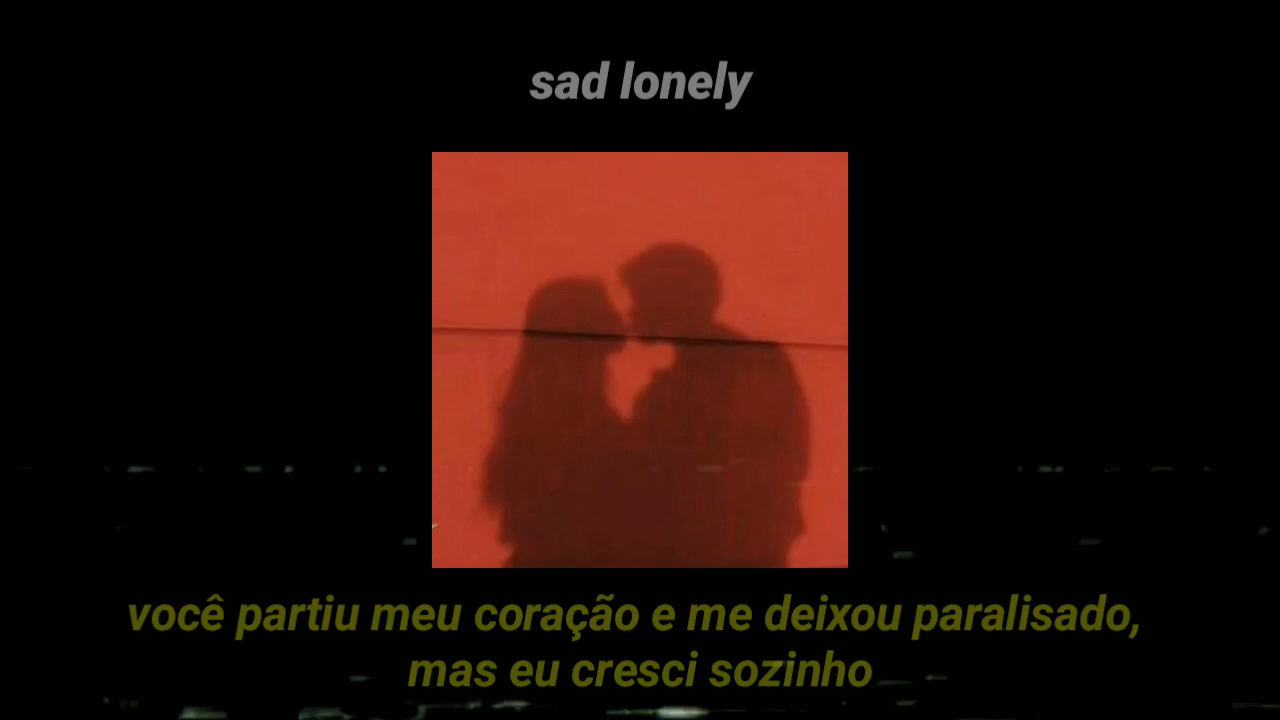 sad lonely
você partiu meu coração e me deixou paralisado,
mas eu cresci sozinho